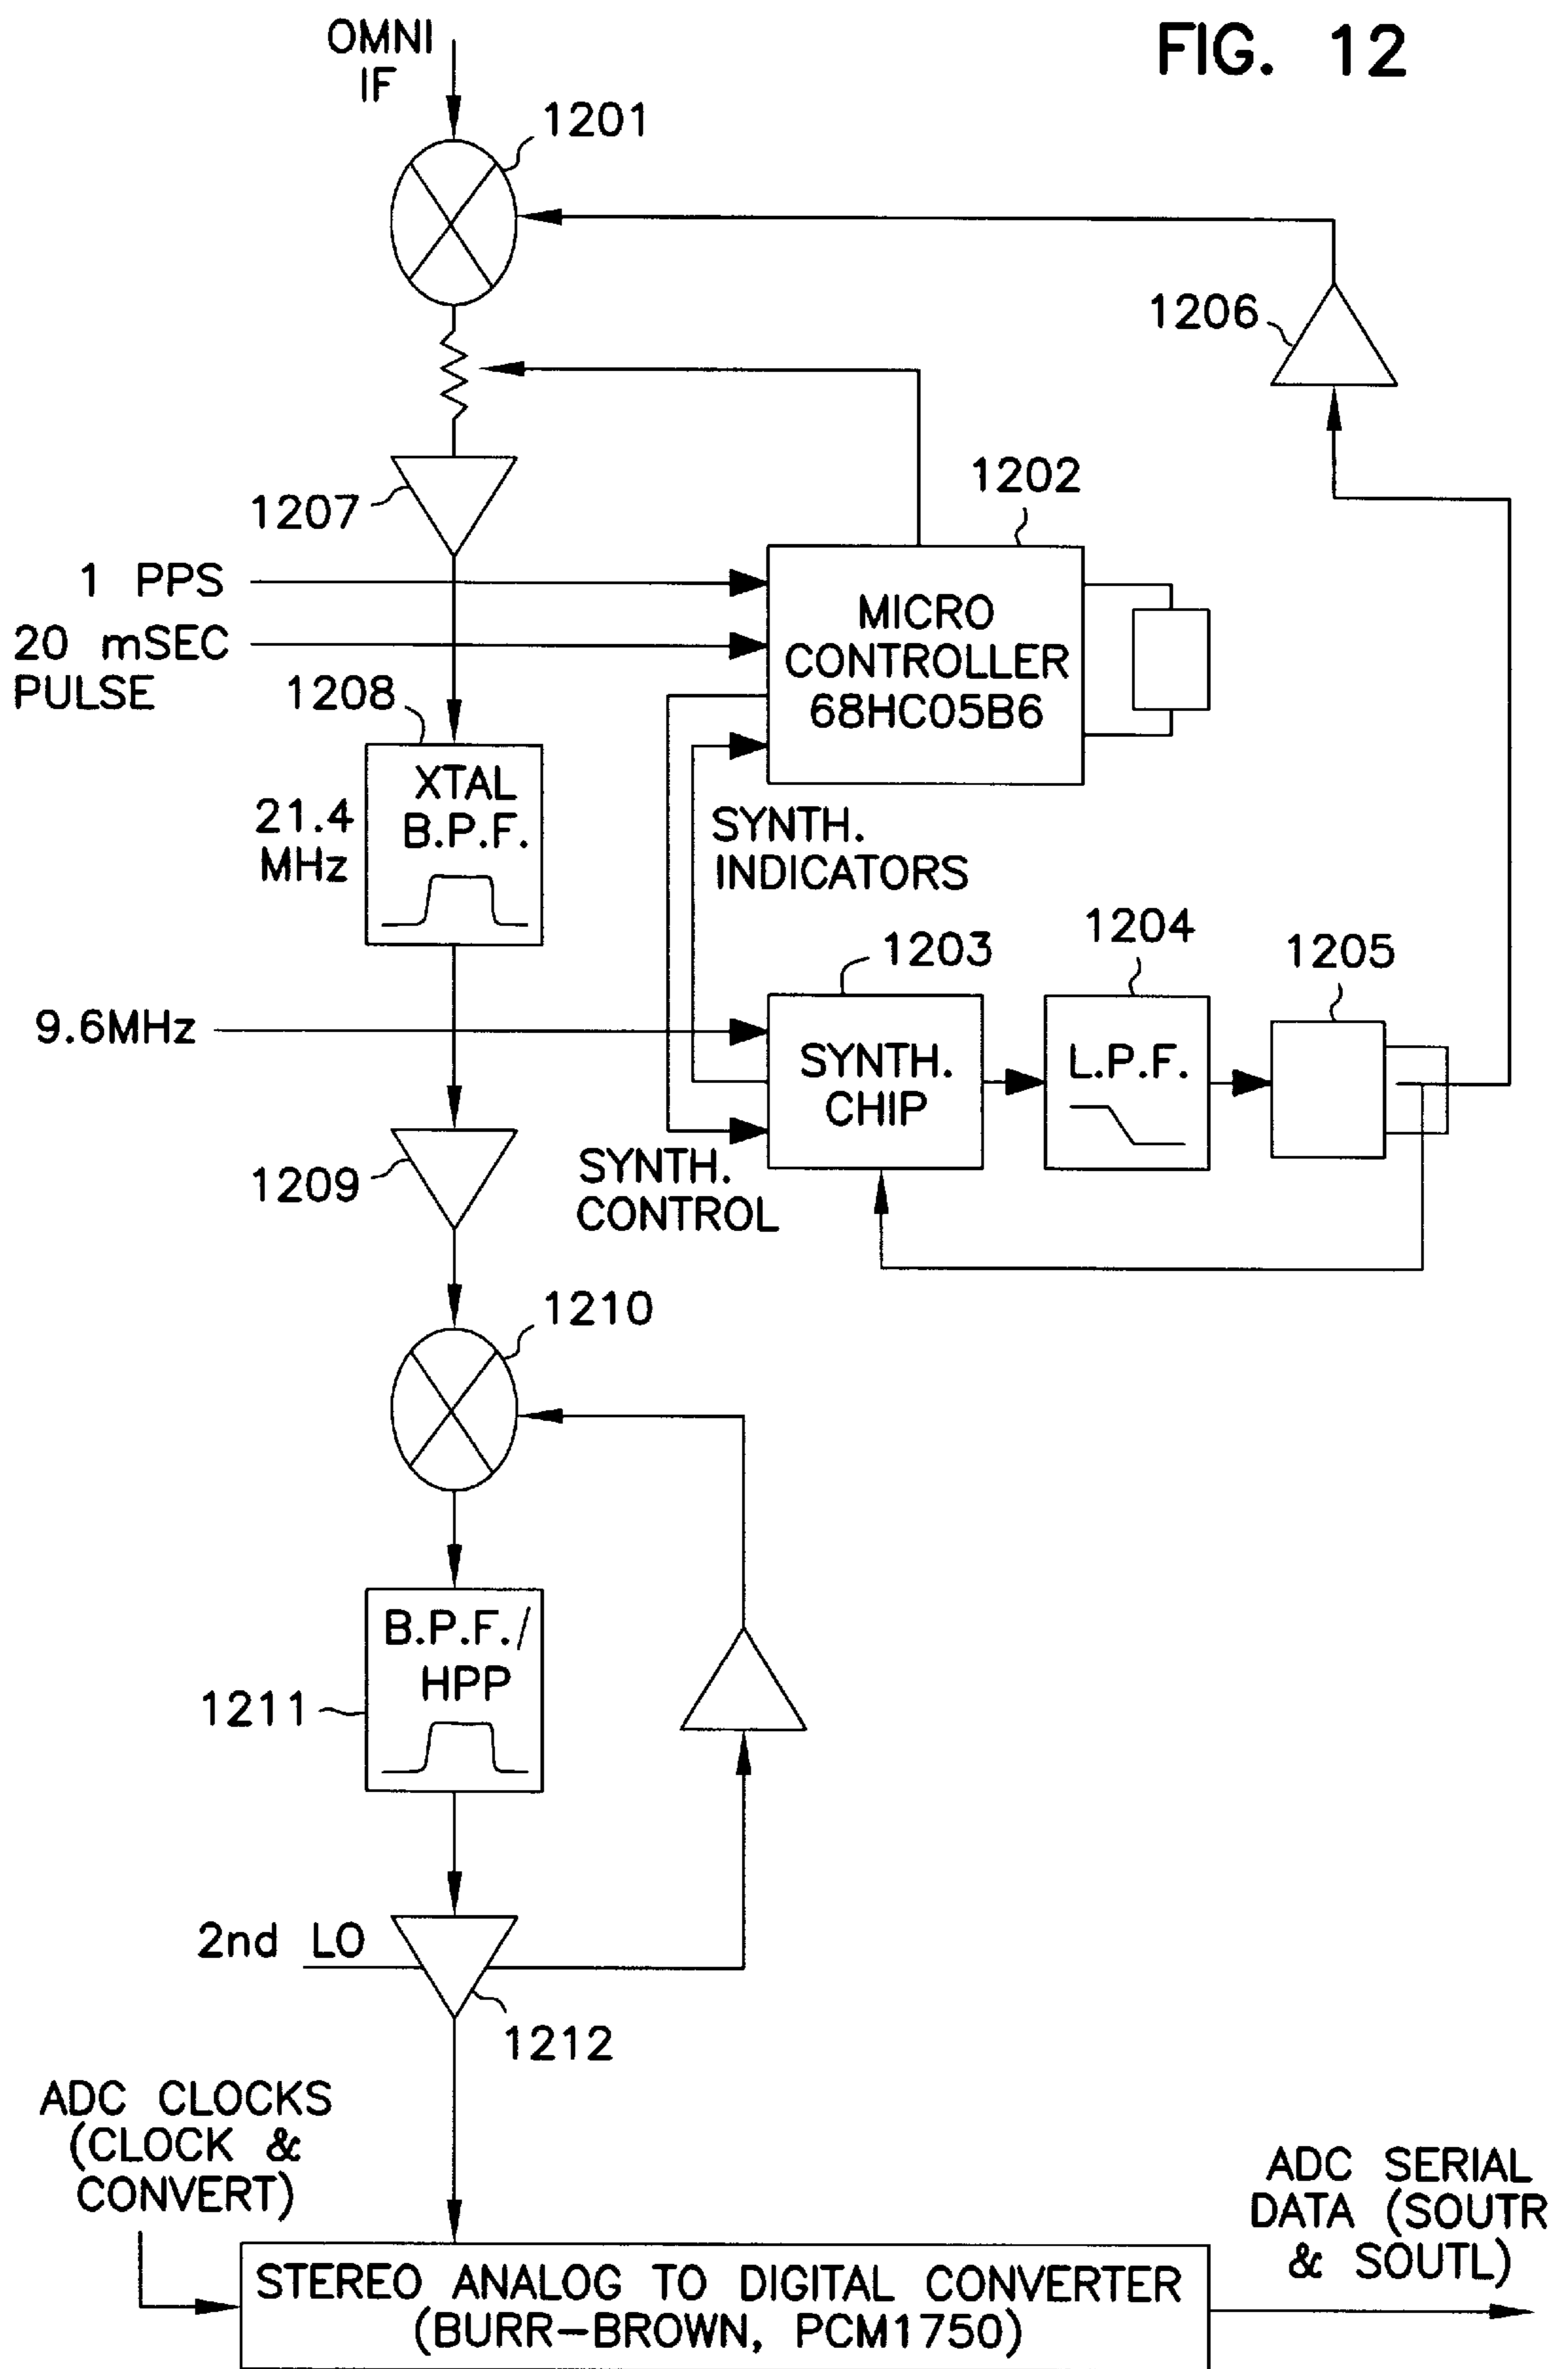 FIG. 12
OMNI
IF
1201
1206
1207
1202
1 PPS
20 mSEC
PULSE
MICRO
CONTROLLER
68HC05B6
1208
XTAL
B.P.F.
21.4
MHz
SYNTH.
INDICATORS
1203
1204
1205
9.6MHz
SYNTH.
CHIP
L.P.F.
1209
SYNTH.
CONTROL
1210
B.P.F./
HPP
1211
2nd LO
1212
ADC CLOCKS
(CLOCK &
CONVERT)
ADC SERIAL
DATA (SOUTR
& SOUTL)
STEREO ANALOG TO DIGITAL CONVERTER
(BURR-BROWN, PCM1750)